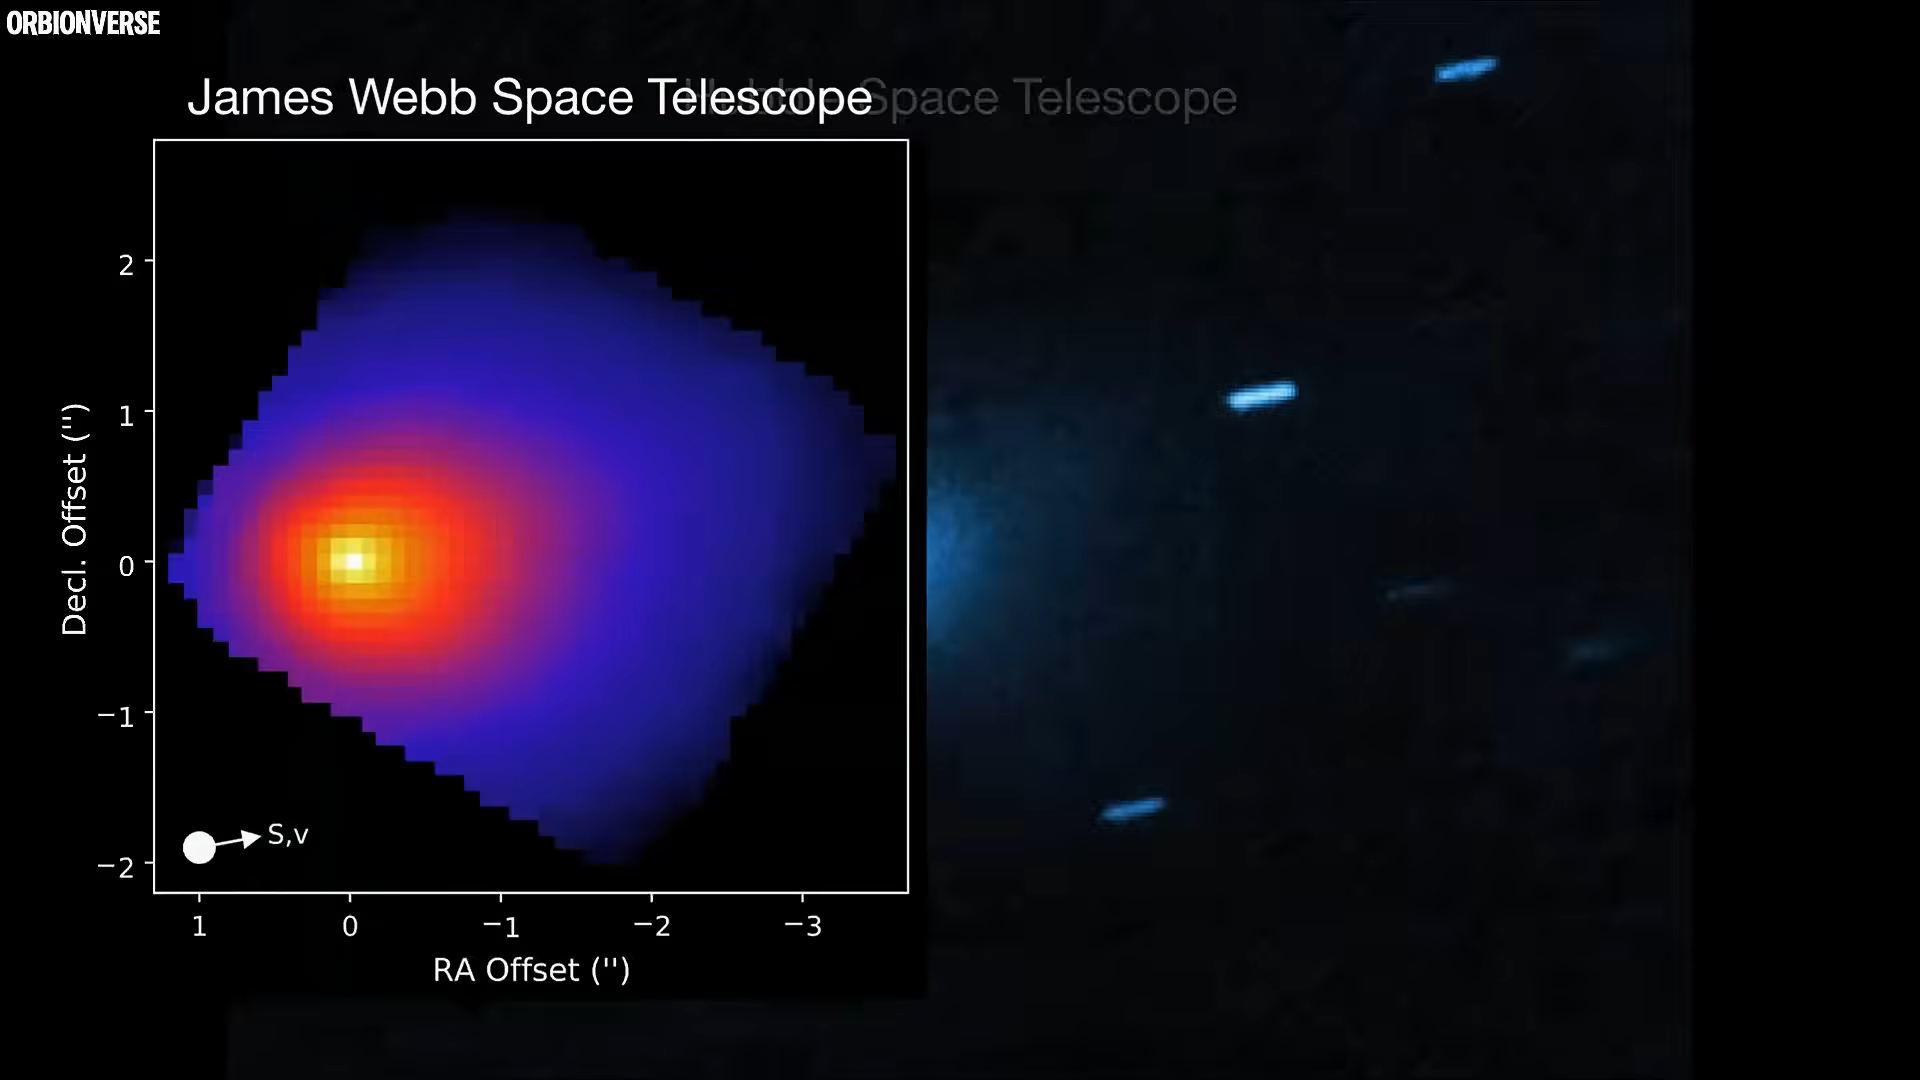 ORBIONVERSE
James Webb Space Telescope
Space Telescope
2
1
0
−1
−2
Decl. Offset ('')
S,v
1 0 −1 −2 −3
RA Offset ('')